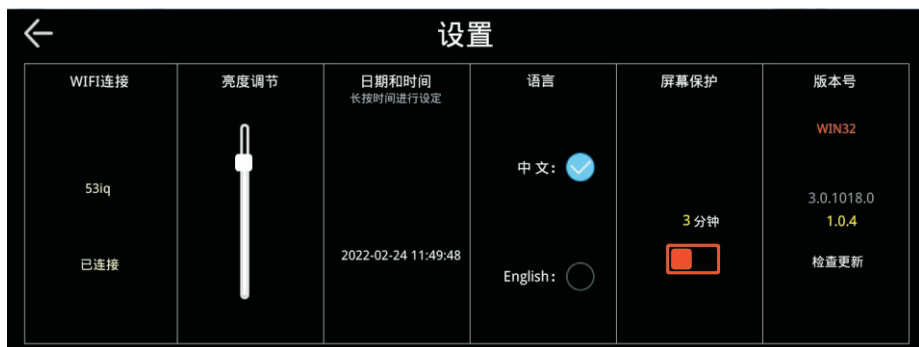 设置
WIFI连接
53iq
已连接
亮度调节
日期和时间
长按时间进行设定
2022-02-24 11:49:48
语言
中文：
English：
屏幕保护
3 分钟
版本号
WIN32
3.0.1018.0
1.0.4
检查更新